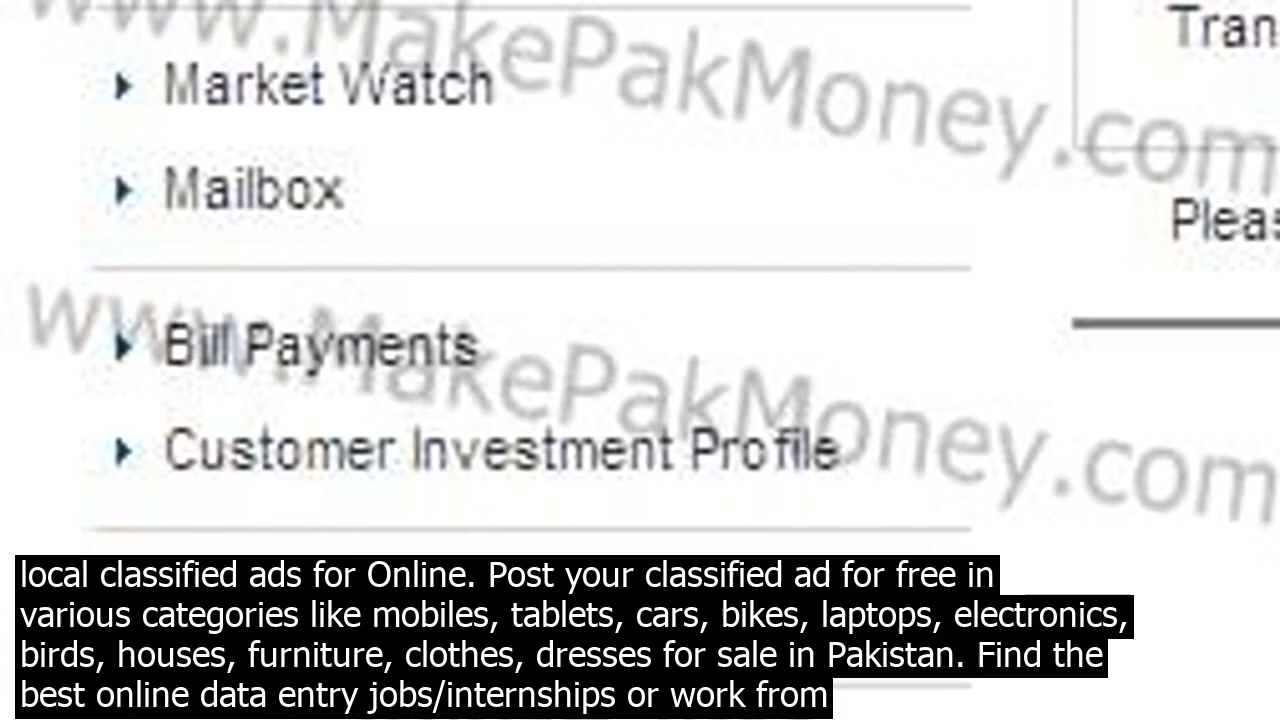 www.MakePakMoney.com
Tran
Market Watch
Mailbox
Pleas
www.MakePakMoney.com
Bill Payments
Customer Investment Profile
local classified ads for Online. Post your classified ad for free in
various categories like mobiles, tablets, cars, bikes, laptops, electronics,
birds, houses, furniture, clothes, dresses for sale in Pakistan. Find the
best online data entry jobs/internships or work from